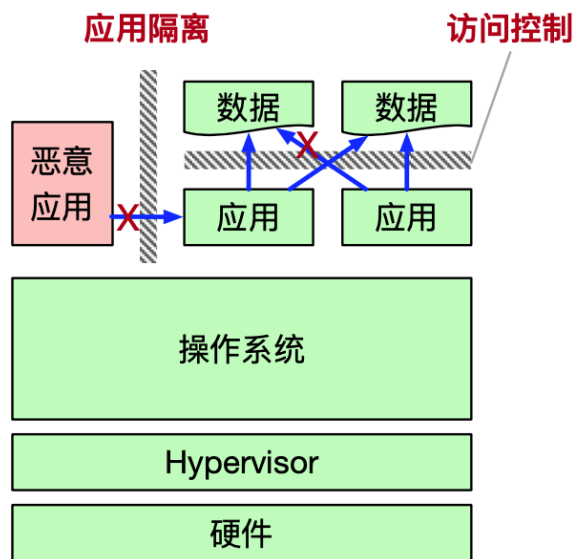 应用隔离
访问控制
数据
数据
恶意
应用
X
X
应用
应用
操作系统
Hypervisor
硬件